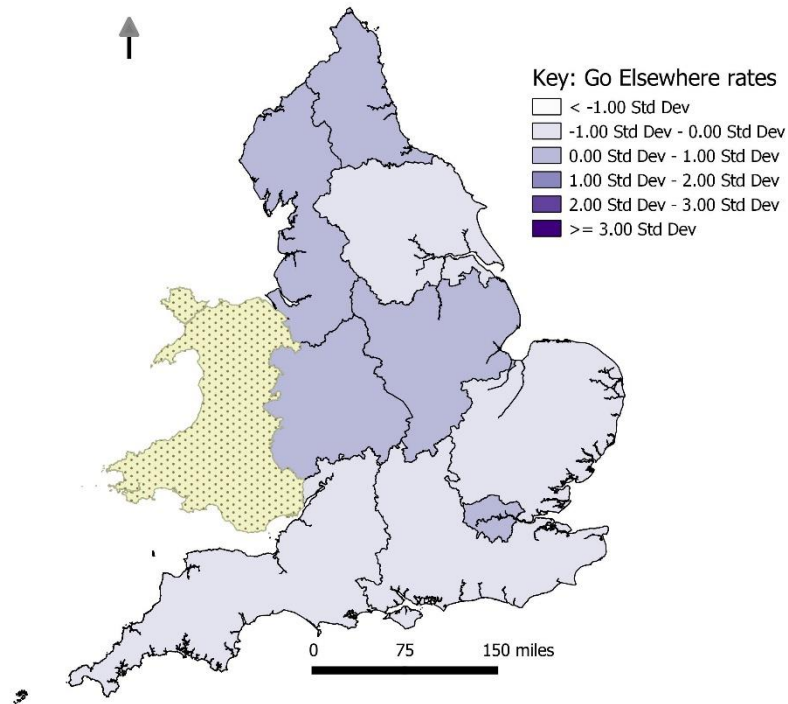 Key: Go Elsewhere rates
< -1.00 Std Dev
-1.00 Std Dev - 0.00 Std Dev
0.00 Std Dev - 1.00 Std Dev
1.00 Std Dev - 2.00 Std Dev
2.00 Std Dev - 3.00 Std Dev
>= 3.00 Std Dev
0 75 150 miles